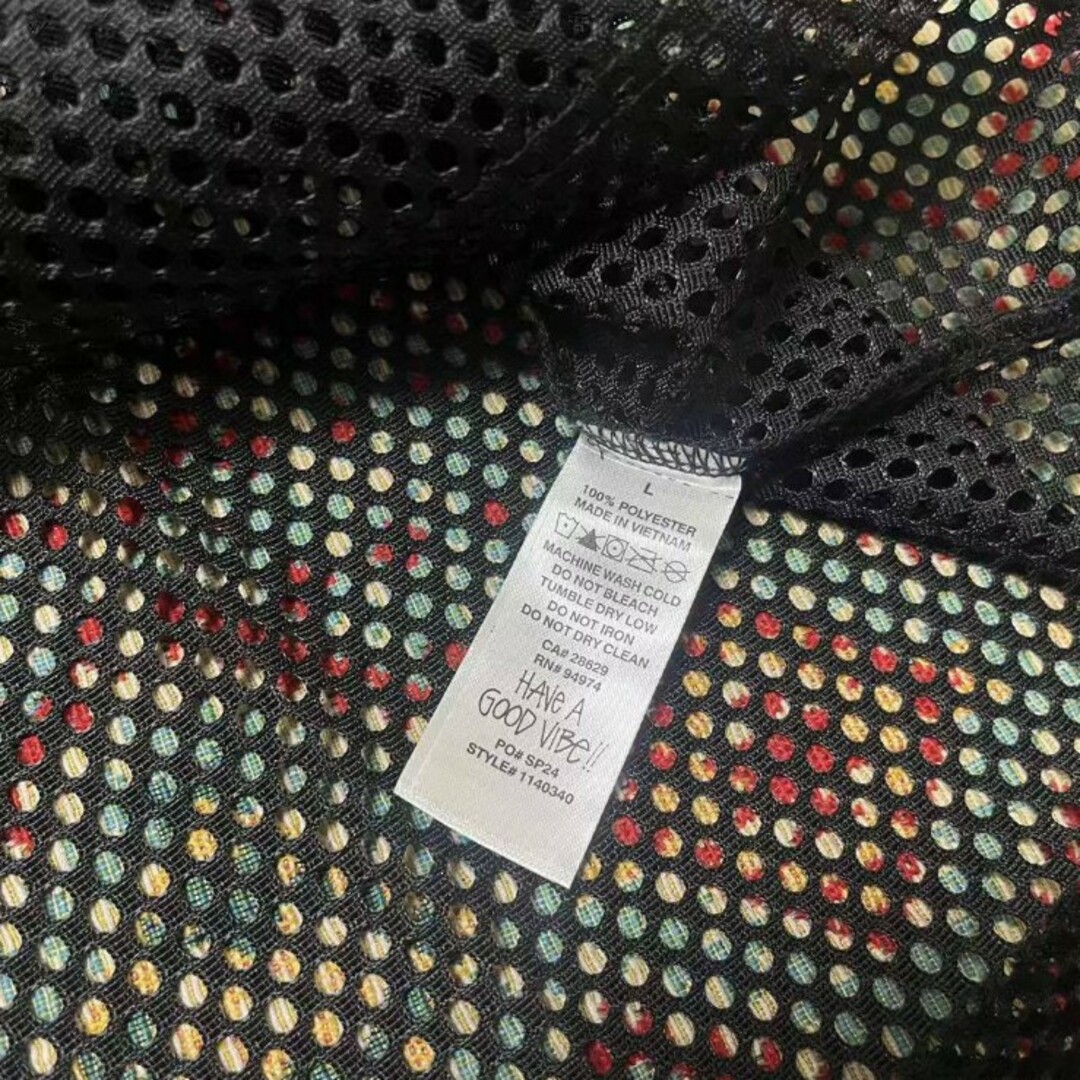 L
100% POLYESTER
MADE IN VIETNAM
MACHINE WASH COLD
DO NOT BLEACH
TUMBLE DRY LOW
DO NOT IRON
DO NOT DRY CLEAN
CA# 28629
RN# 94974
HAVE A
GOOD VIBE!!
PO# SP24
STYLE# 1140340